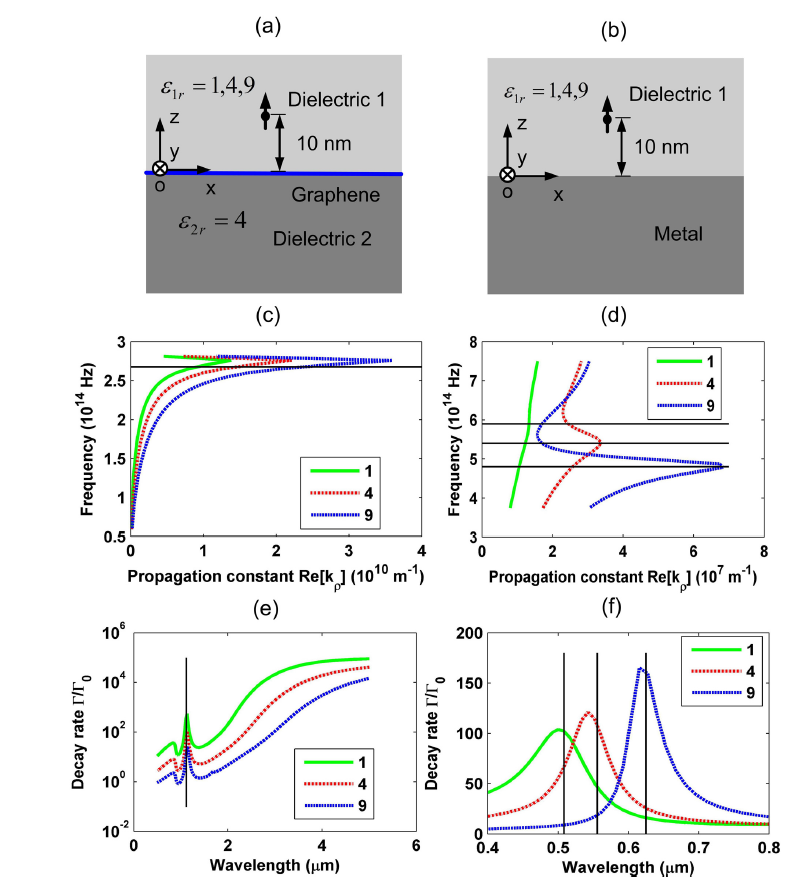 (a)
ε1r = 1,4,9
Dielectric 1
z
10 nm
y
o
x
Graphene
ε2r = 4
Dielectric 2
(b)
ε1r = 1,4,9
Dielectric 1
z
10 nm
y
o
x
Metal
(c)
3
2.5
2
1.5
1
0.5
0
1
2
3
4
Frequency (10^14 Hz)
Propagation constant Re[kρ] (10^10 m^-1)
1
4
9
(d)
8
7
6
5
4
3
0
2
4
6
8
Frequency (10^14 Hz)
Propagation constant Re[kρ] (10^7 m^-1)
1
4
9
(e)
10^6
10^4
10^2
10^0
10^-2
0
2
4
6
Decay rate Γ/Γ0
Wavelength (μm)
1
4
9
(f)
200
150
100
50
0
0.4
0.5
0.6
0.7
0.8
Decay rate Γ/Γ0
Wavelength (μm)
1
4
9